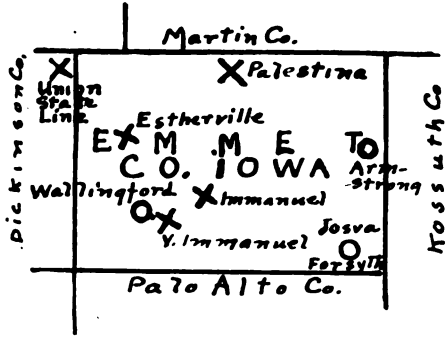 Martin Co.
Dickinson Co.
Kossuth Co
Union
State
Line
Palestina
Estherville
EMMET
CO. IOWA
Arm-
strong
Wallingford
Immanuel
V. Immanuel
Josva
Forsyth
Palo Alto Co.